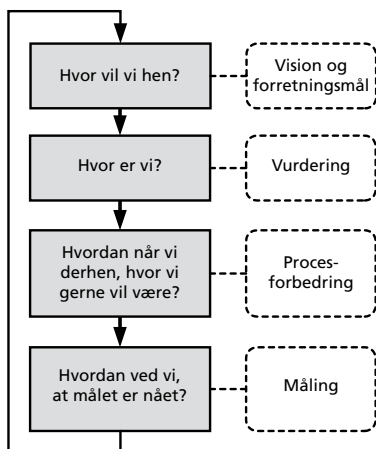 Hvor vil vi hen?
Vision og
forretningsmål
Hvor er vi?
Vurdering
Hvordan når vi
derhen, hvor vi
gerne vil være?
Proces-
forbedring
Hvordan ved vi,
at målet er nået?
Måling